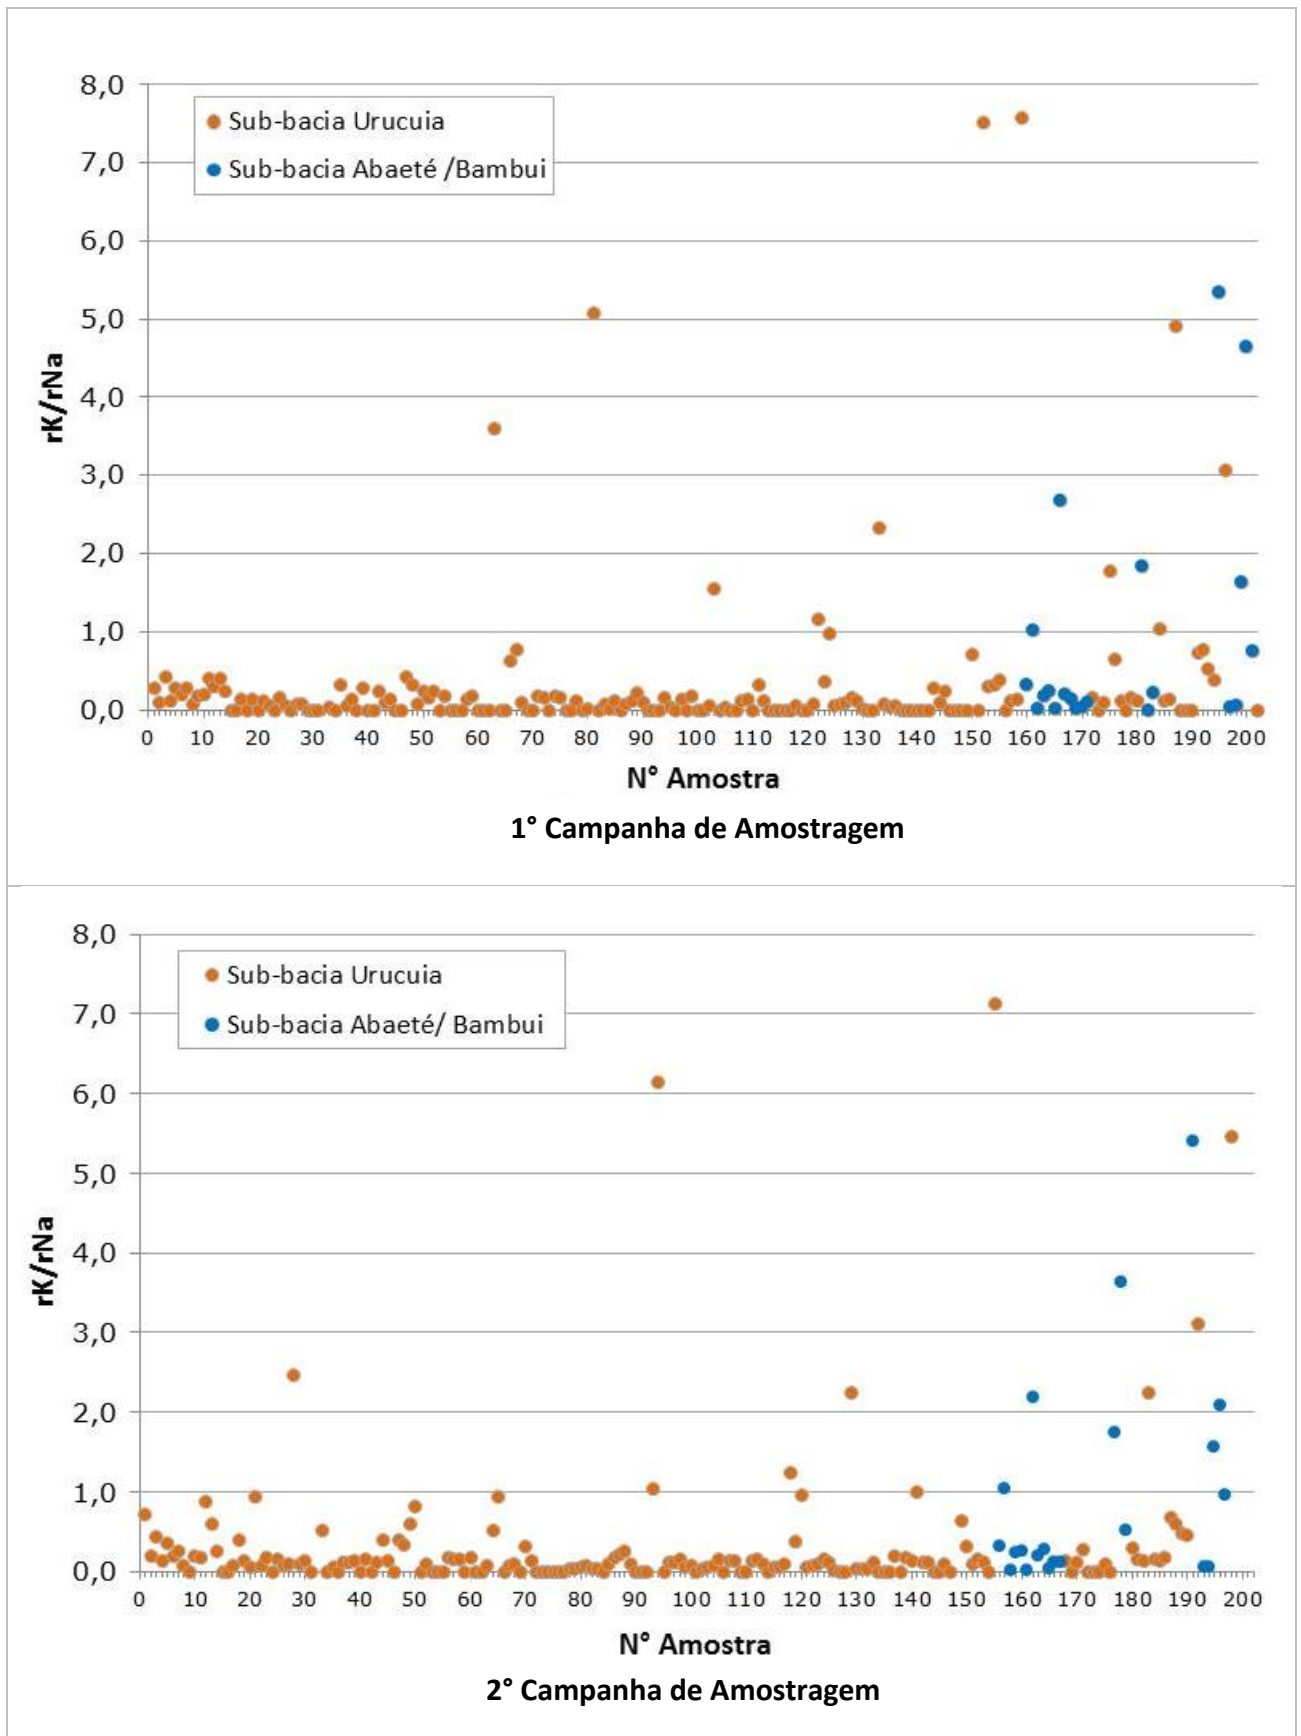 8,0
Sub-bacia Urucuia
Sub-bacia Abaeté /Bambui
7,0
6,0
5,0
4,0
3,0
2,0
1,0
0,0
rK/rNa
0 10 20 30 40 50 60 70 80 90 100 110 120 130 140 150 160 170 180 190 200
N° Amostra
1° Campanha de Amostragem
8,0
Sub-bacia Urucuia
Sub-bacia Abaeté/ Bambui
7,0
6,0
5,0
4,0
3,0
2,0
1,0
0,0
rK/rNa
0 10 20 30 40 50 60 70 80 90 100 110 120 130 140 150 160 170 180 190 200
N° Amostra
2° Campanha de Amostragem